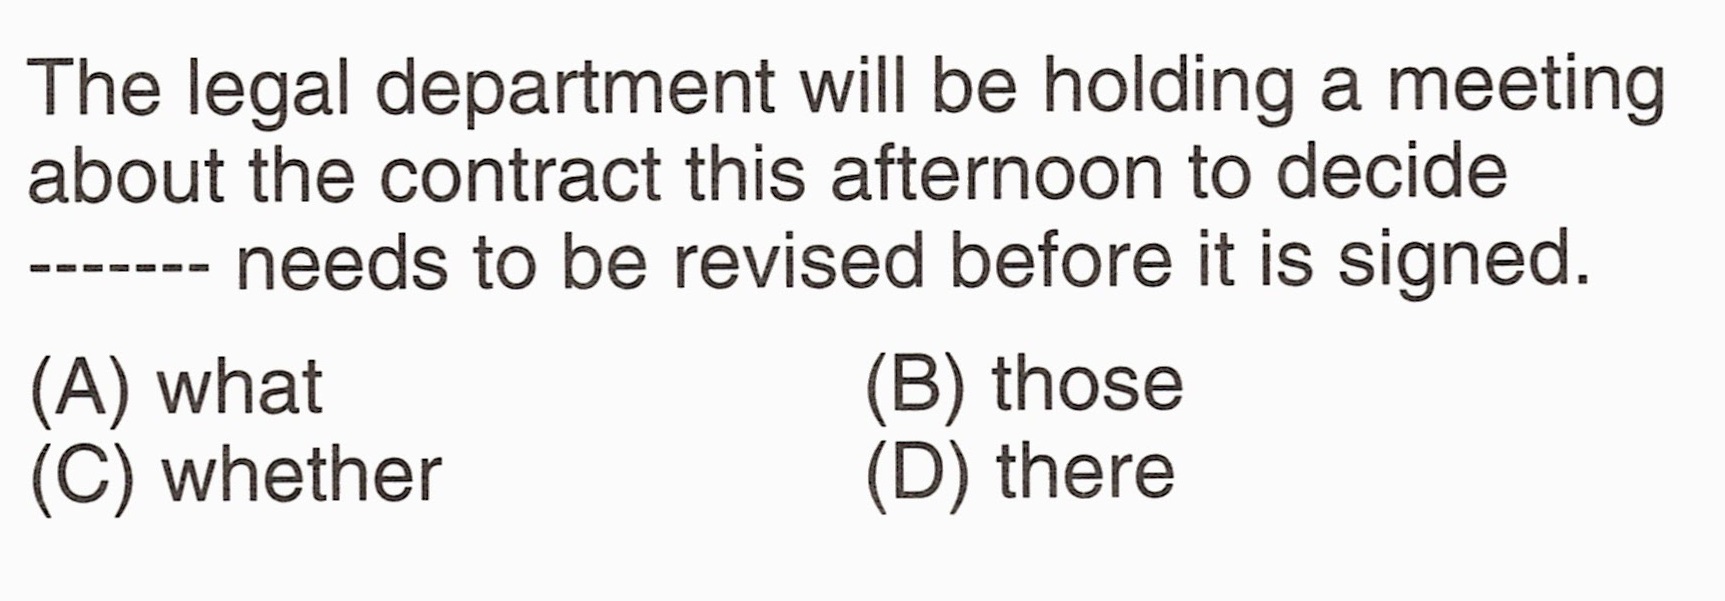 The legal department will be holding a meeting
about the contract this afternoon to decide
------- needs to be revised before it is signed.
(A) what (B) those
(C) whether (D) there